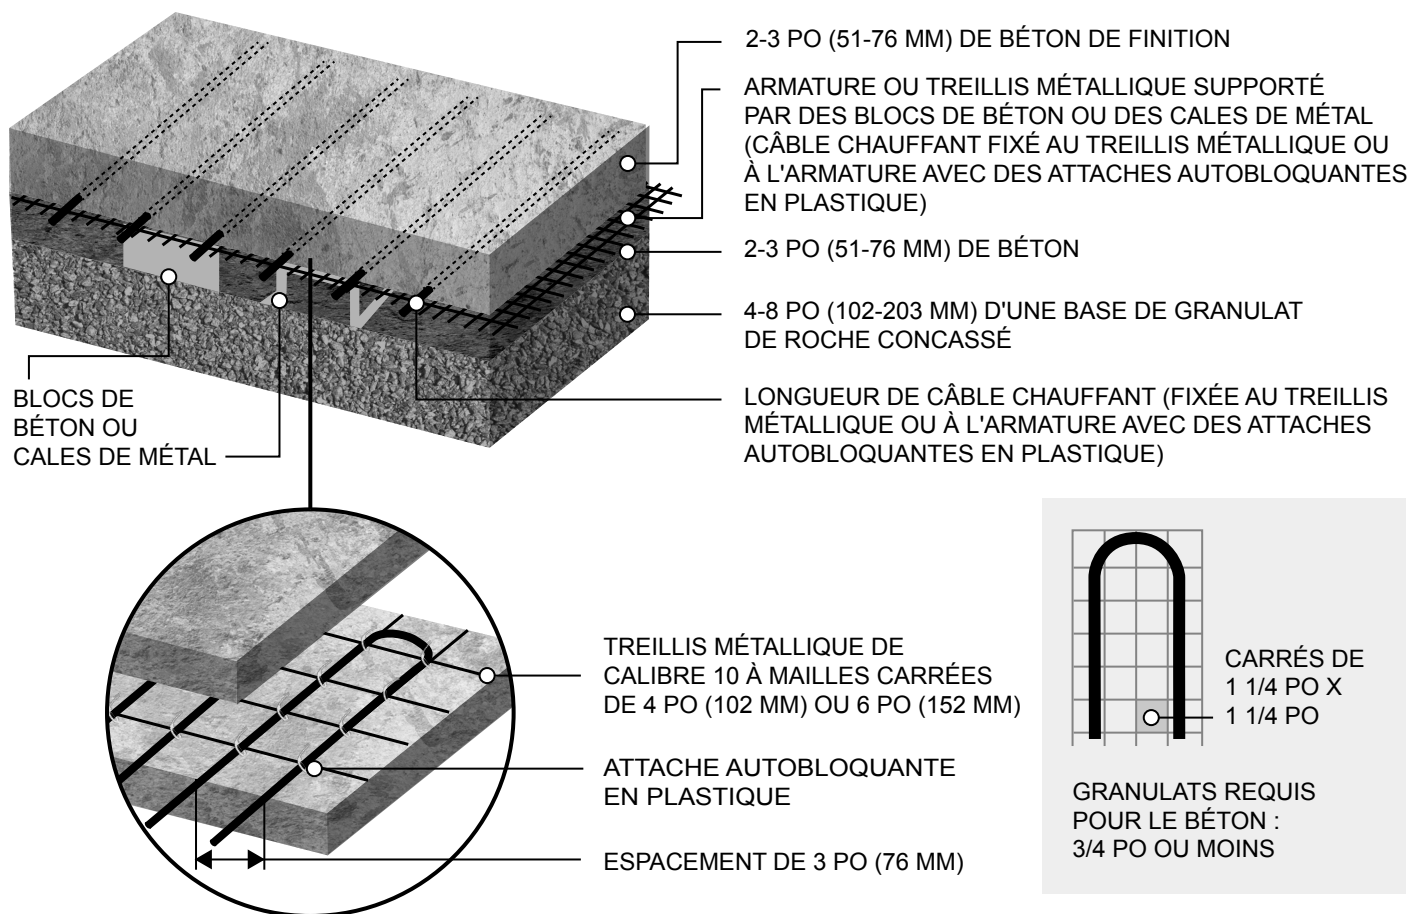 2-3 PO (51-76 MM) DE BÉTON DE FINITION
ARMATURE OU TREILLIS MÉTALLIQUE SUPPORTÉ
PAR DES BLOCS DE BÉTON OU DES CALES DE MÉTAL
(CÂBLE CHAUFFANT FIXÉ AU TREILLIS MÉTALLIQUE OU
À L'ARMATURE AVEC DES ATTACHES AUTOBLOQUANTES
EN PLASTIQUE)
2-3 PO (51-76 MM) DE BÉTON
4-8 PO (102-203 MM) D'UNE BASE DE GRANULAT
DE ROCHE CONCASSÉ
LONGUEUR DE CÂBLE CHAUFFANT (FIXÉE AU TREILLIS
MÉTALLIQUE OU À L'ARMATURE AVEC DES ATTACHES
AUTOBLOQUANTES EN PLASTIQUE)
BLOCS DE
BÉTON OU
CALES DE MÉTAL
TREILLIS MÉTALLIQUE DE
CALIBRE 10 À MAILLES CARRÉES
DE 4 PO (102 MM) OU 6 PO (152 MM)
ATTACHE AUTOBLOQUANTE
EN PLASTIQUE
ESPACEMENT DE 3 PO (76 MM)
CARRÉS DE
1 1/4 PO X
1 1/4 PO
GRANULATS REQUIS
POUR LE BÉTON :
3/4 PO OU MOINS